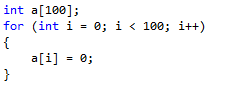 int a[100];
for (int i = 0; i < 100; i++)
{
    a[i] = 0;
}